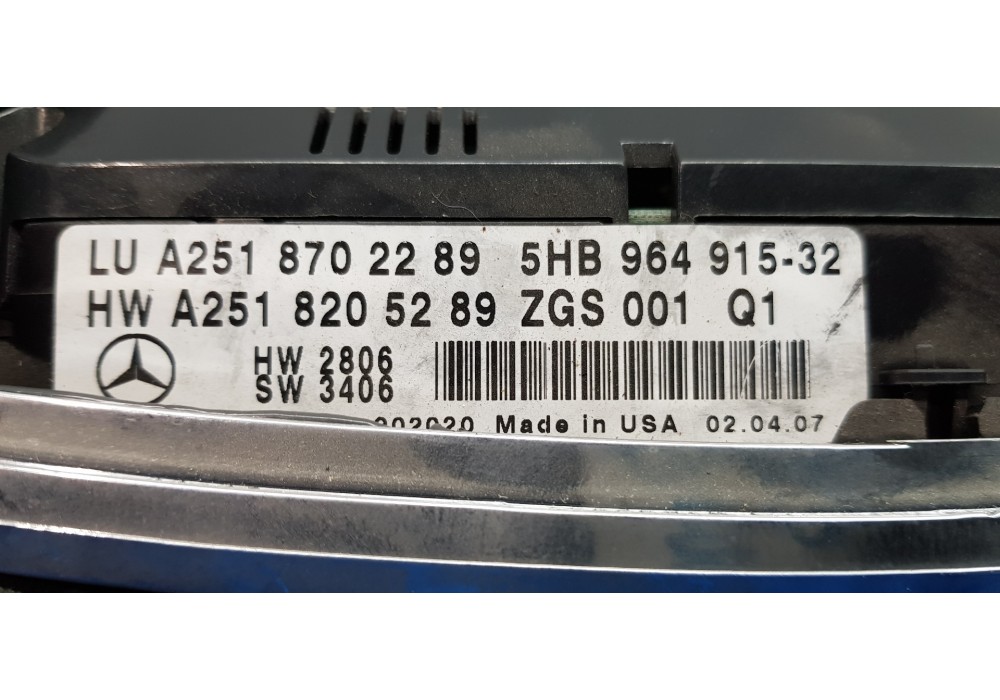 LU A251 870 22 89 5HB 964 915-32
HW A251 820 52 89 ZGS 001 Q1
HW 2806
SW 3406
Made in USA 02.04.07